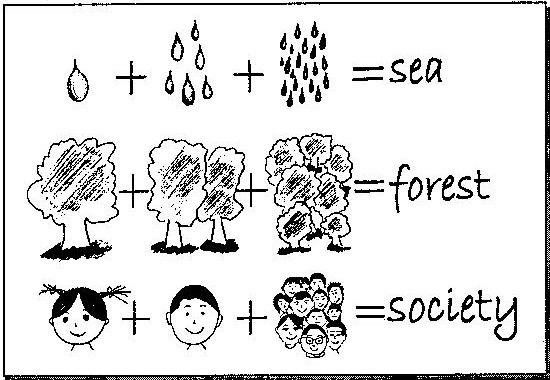 + + = sea
+ + = forest
+ + = society